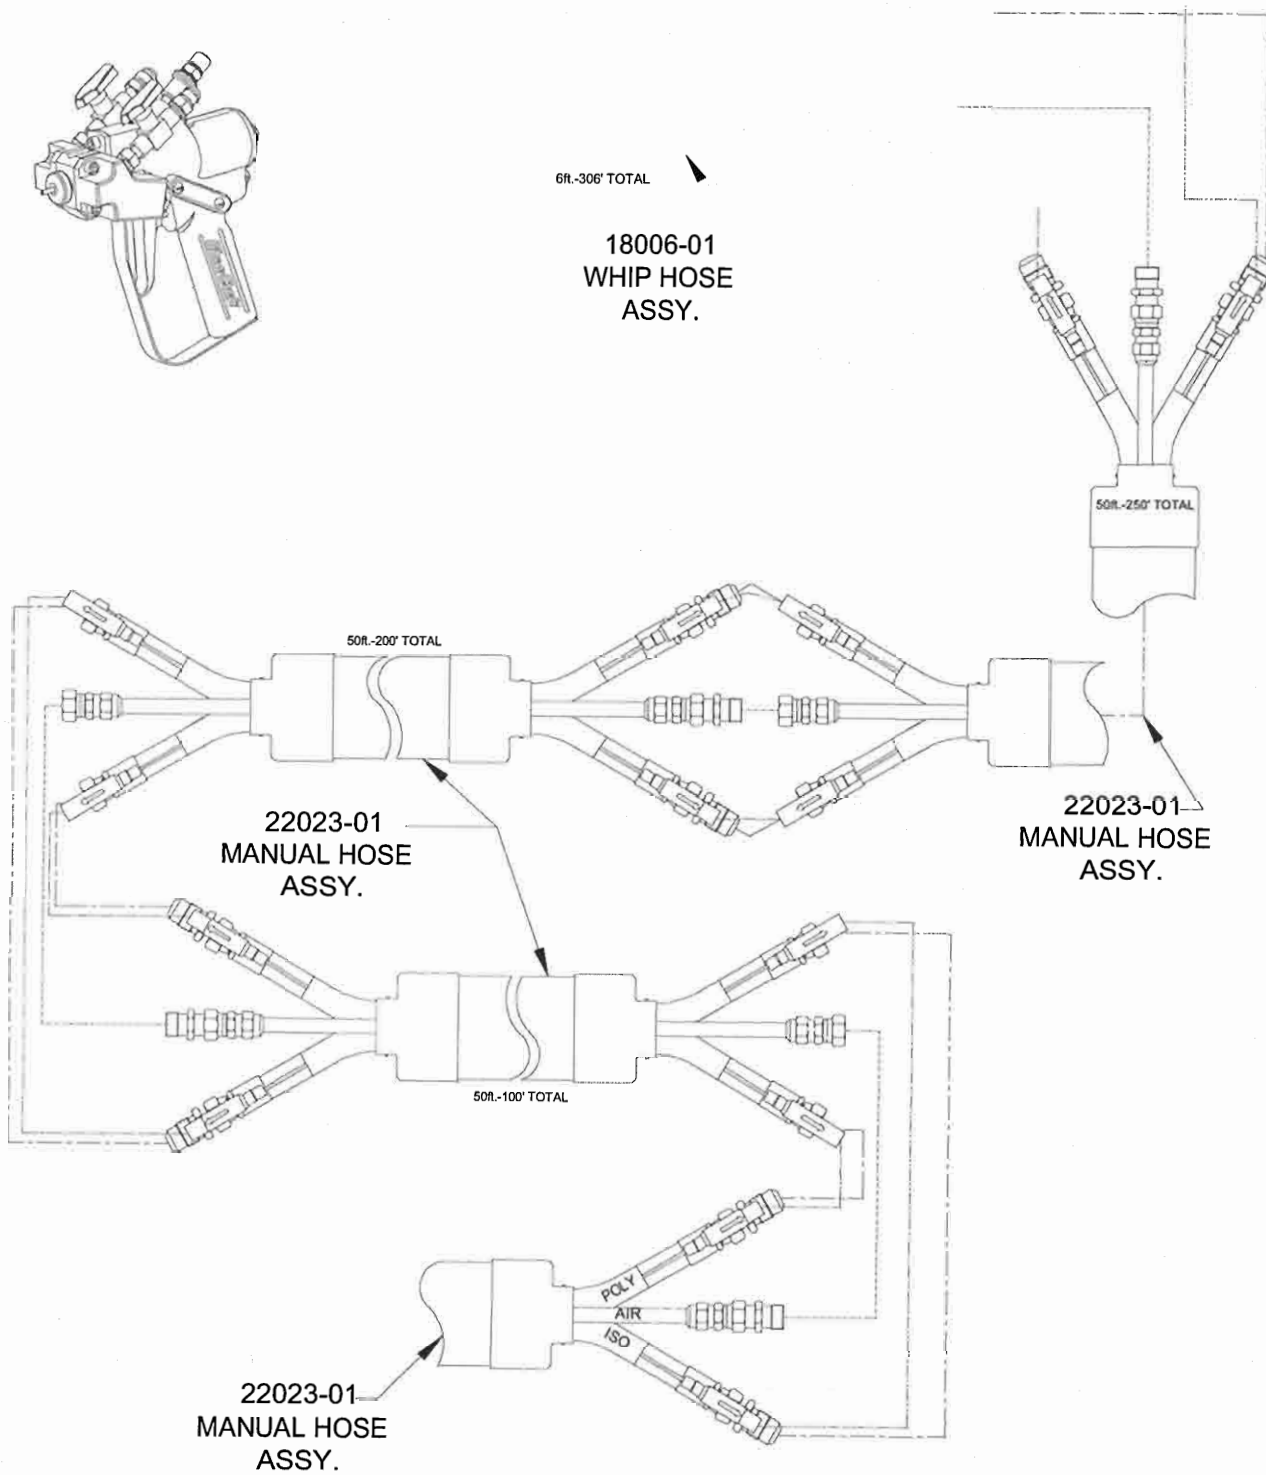 6ft.-306' TOTAL
18006-01
WHIP HOSE
ASSY.
50ft.-250' TOTAL
50ft.-200' TOTAL
22023-01
MANUAL HOSE
ASSY.
22023-01
MANUAL HOSE
ASSY.
50ft.-100' TOTAL
POLY
AIR
ISO
22023-01
MANUAL HOSE
ASSY.